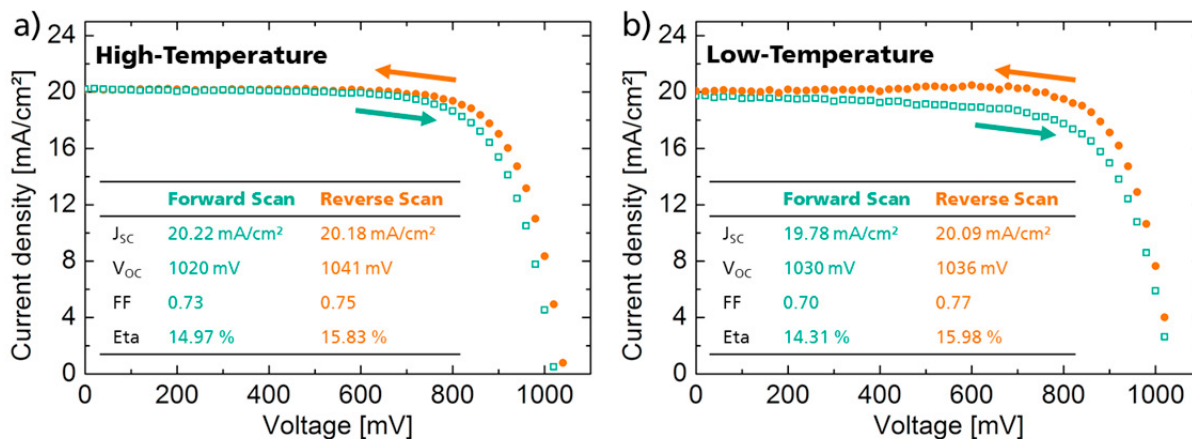 a)
High-Temperature
Current density [mA/cm²]
24
20
16
12
8
4
0
Forward Scan Reverse Scan
J_SC 20.22 mA/cm² 20.18 mA/cm²
V_OC 1020 mV 1041 mV
FF 0.73 0.75
Eta 14.97 % 15.83 %
0 200 400 600 800 1000
Voltage [mV]
b)
Low-Temperature
Current density [mA/cm²]
24
20
16
12
8
4
0
Forward Scan Reverse Scan
J_SC 19.78 mA/cm² 20.09 mA/cm²
V_OC 1030 mV 1036 mV
FF 0.70 0.77
Eta 14.31 % 15.98 %
0 200 400 600 800 1000
Voltage [mV]